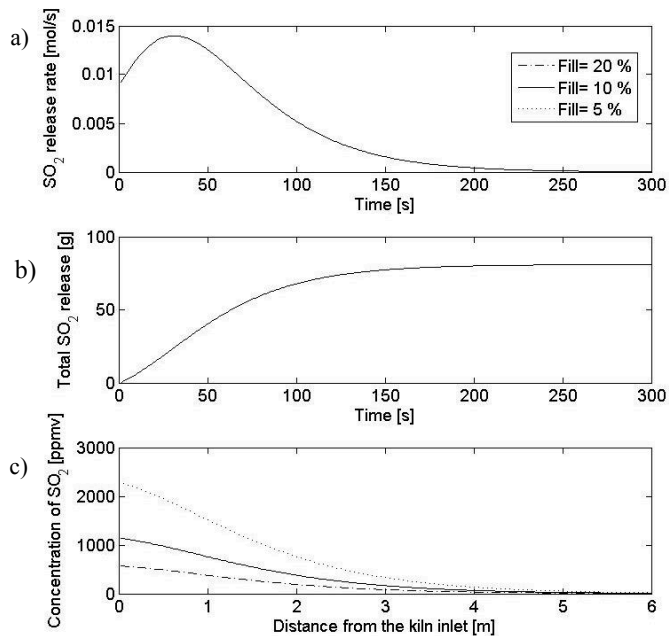 a)
SO2 release rate [mol/s]
0.015
0.01
0.005
0
Fill= 20 %
Fill= 10 %
Fill= 5 %
0 50 100 150 200 250 300
Time [s]
b)
Total SO2 release [g]
100
50
0
0 50 100 150 200 250 300
Time [s]
c)
Concentration of SO2 [ppmv]
3000
2000
1000
0
0 1 2 3 4 5 6
Distance from the kiln inlet [m]